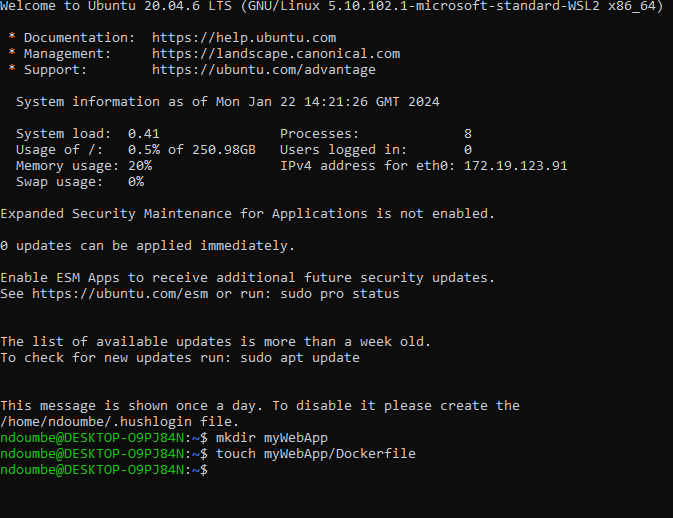 Welcome to Ubuntu 20.04.6 LTS (GNU/Linux 5.10.102.1-microsoft-standard-WSL2 x86_64)
* Documentation:  https://help.ubuntu.com
* Management:     https://landscape.canonical.com
* Support:        https://ubuntu.com/advantage
System information as of Mon Jan 22 14:21:26 GMT 2024
System load:  0.41                Processes:             8
Usage of /:   0.5% of 250.98GB   Users logged in:       0
Memory usage: 20%                IPv4 address for eth0: 172.19.123.91
Swap usage:   0%
Expanded Security Maintenance for Applications is not enabled.
0 updates can be applied immediately.
Enable ESM Apps to receive additional future security updates.
See https://ubuntu.com/esm or run: sudo pro status
The list of available updates is more than a week old.
To check for new updates run: sudo apt update
This message is shown once a day. To disable it please create the
/home/ndoumbe/.hushlogin file.
ndoumbe@DESKTOP-O9PJ84N:~$ mkdir myWebApp
ndoumbe@DESKTOP-O9PJ84N:~$ touch myWebApp/Dockerfile
ndoumbe@DESKTOP-O9PJ84N:~$